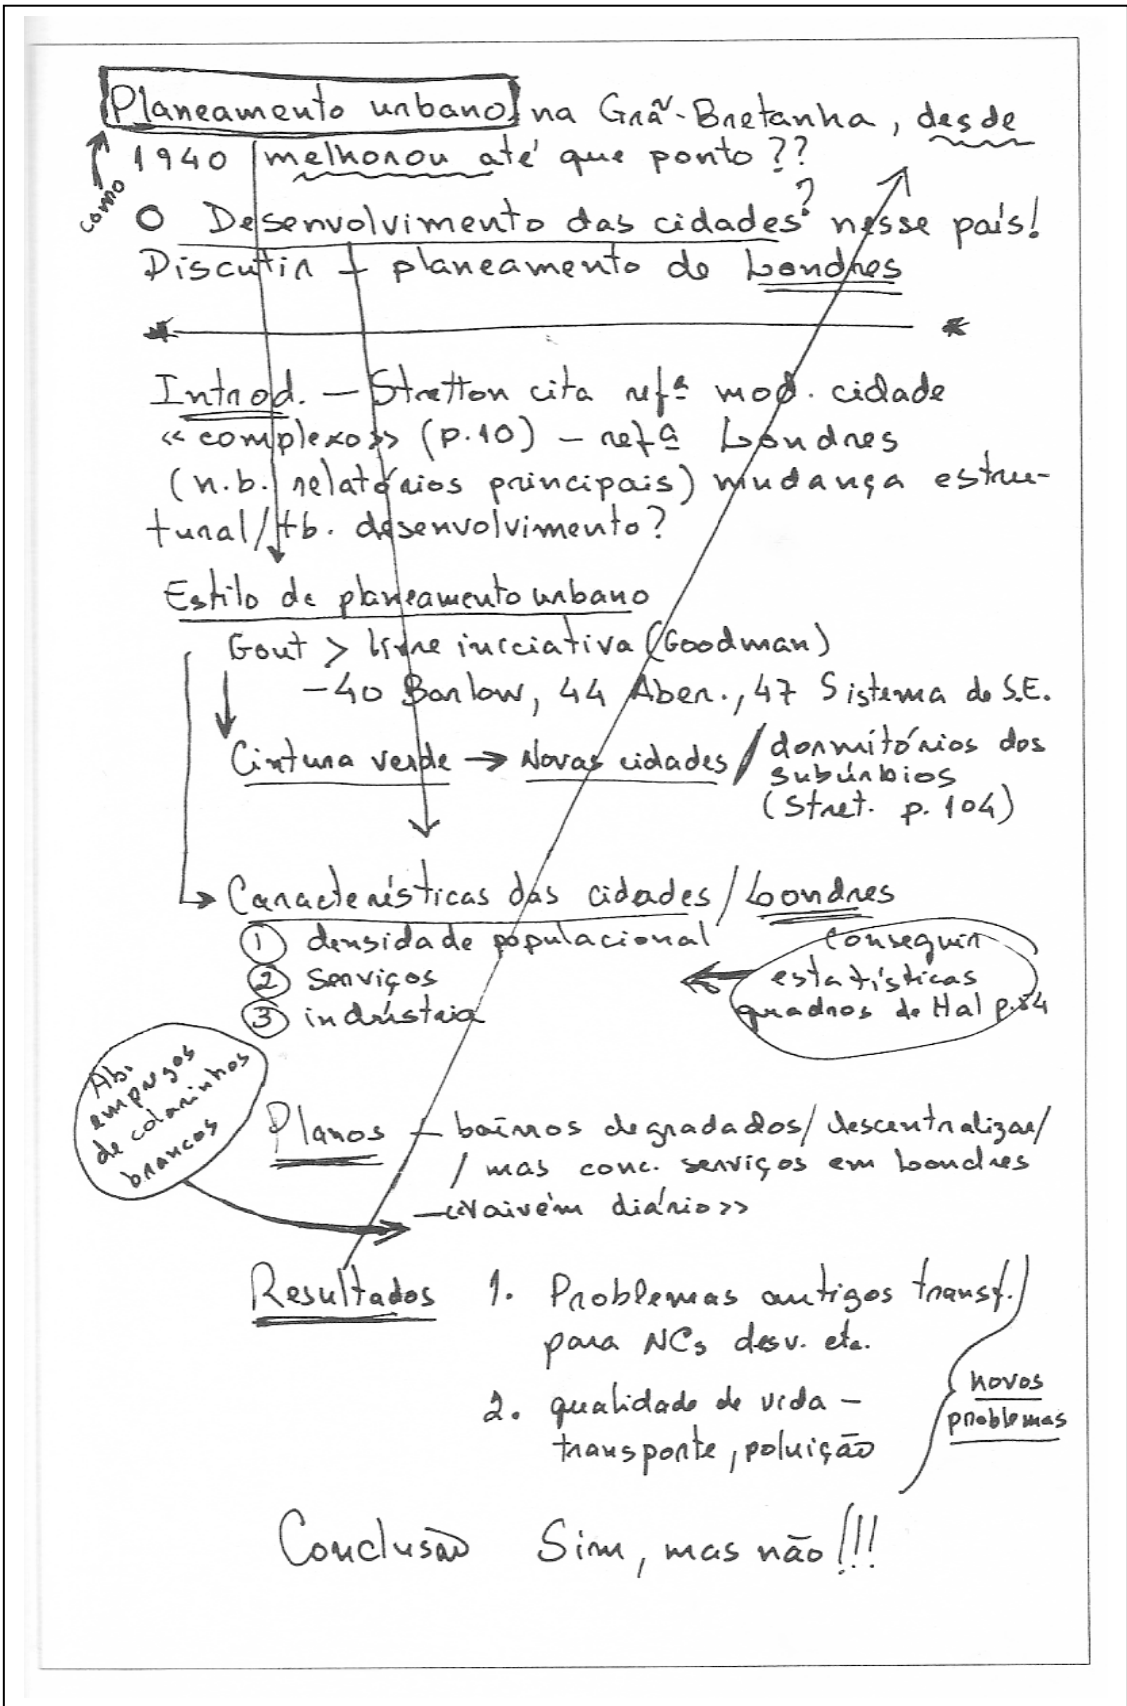 Planeamento urbano na Grã-Bretanha, desde
como
1940 melhorou até que ponto??
O Desenvolvimento das cidades? nesse país!
Discutir + planeamento de Londres
Introd. — Stretton cita refª mod. cidade
«complexo» (p.10) – refª Londres
(n.b. relatórios principais) mudança estru-
tural/tb. desenvolvimento?
Estilo de planeamento urbano
Gout > livre iniciativa (Goodman)
-40 Barlow, 44 Aber., 47 Sistema de S.E.
Cintura verde → Novas cidades / dormitórios dos
subúrbios
(Stret. p. 104)
Características das cidades / Londres
① densidade populacional
② Serviços
③ indústria
Conseguir
estatísticas
quadros de Hal
Abr.
empregos
de colarinhos
brancos
Planos – bairros degradados/descentralizar/
/ mas conc. serviços em Londres
– «Vaivém diário»
Resultados 1. Problemas antigos transf.
para NCs desv. etc.
2. qualidade de vida –
transporte, poluição
novos
problemas
Conclusão Sim, mas não!!!